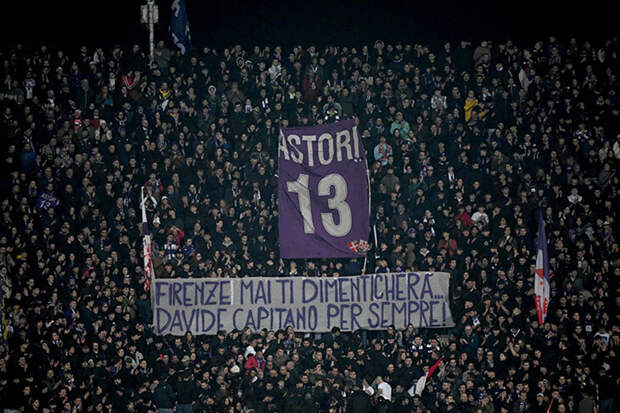 ASTORI
13
FIRENZE MAI TI DIMENTICHERÀ...
DAVIDE CAPITANO PER SEMPRE!